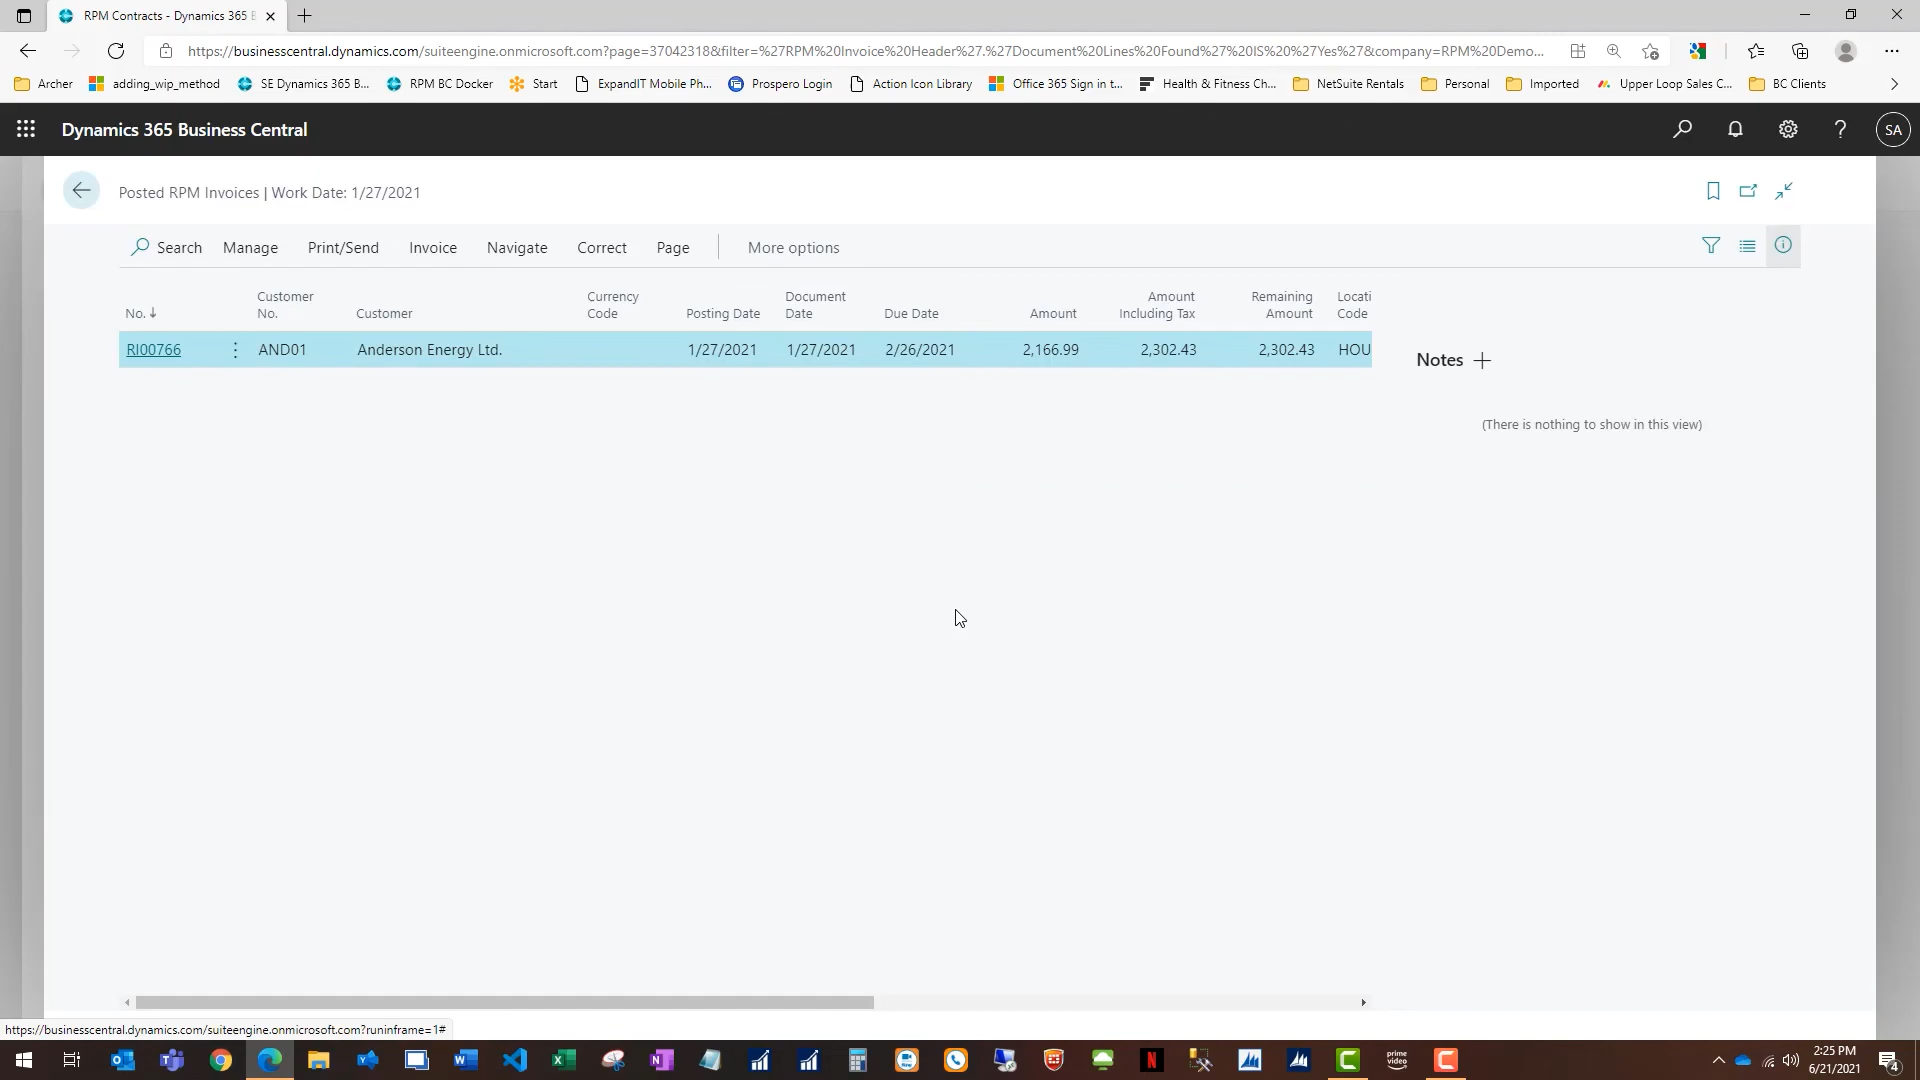 RPM Contracts - Dynamics 365 B
https://businesscentral.dynamics.com/suiteengine.onmicrosoft.com?page=37042318&filter=%27RPM%20Invoice%20Header%27.%27Document%20Lines%20Found%27%20IS%20%27Yes%27&company=RPM%20Demo...
Archer adding_wip_method SE Dynamics 365 B... RPM BC Docker Start ExpandIT Mobile Ph... Prospero Login Action Icon Library Office 365 Sign in t... Health & Fitness Ch... NetSuite Rentals Personal Imported Upper Loop Sales C... BC Clients
Dynamics 365 Business Central SA
Posted RPM Invoices | Work Date: 1/27/2021
Search Manage Print/Send Invoice Navigate Correct Page More options
Customer Currency Document Amount Remaining Locati
No. No. Customer Code Posting Date Date Due Date Amount Including Tax Amount Code
RI00766 AND01 Anderson Energy Ltd. 1/27/2021 1/27/2021 2/26/2021 2,166.99 2,302.43 2,302.43 HOU
Notes
(There is nothing to show in this view)
https://businesscentral.dynamics.com/suiteengine.onmicrosoft.com?runinframe=1#
prime
video
2:25 PM
6/21/2021
4